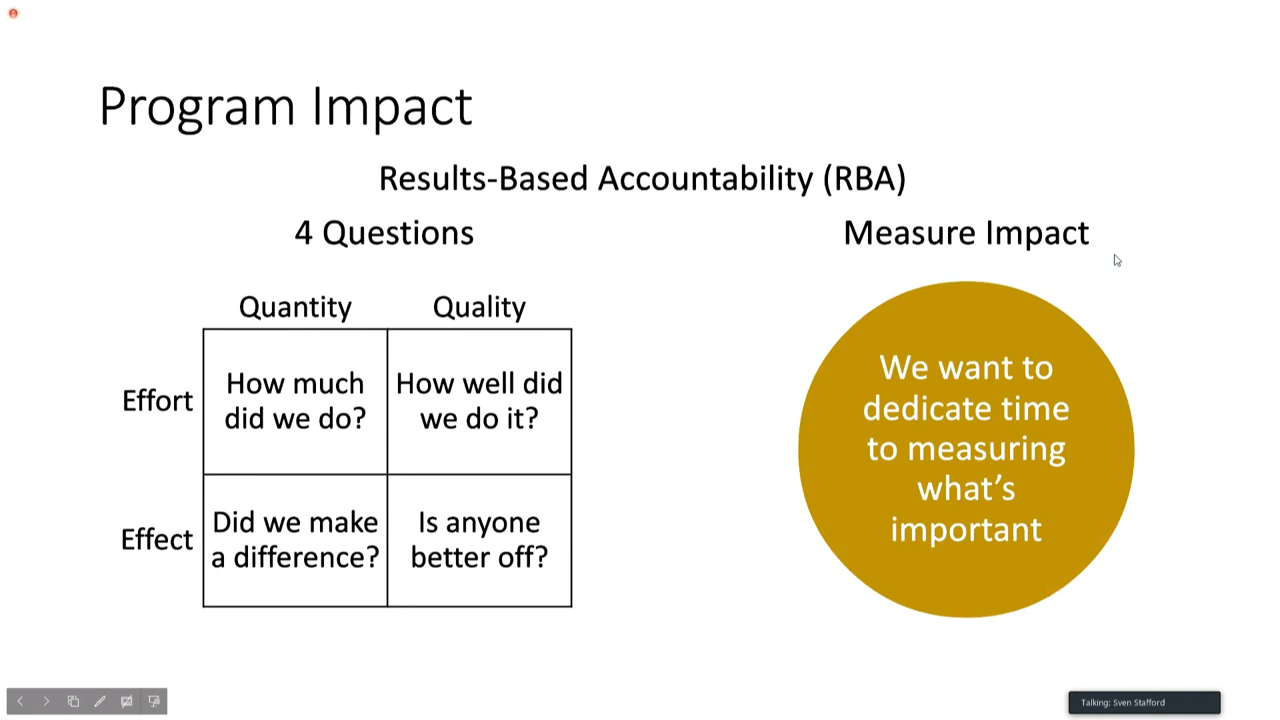 Program Impact
Results-Based Accountability (RBA)
4 Questions
Measure Impact
Quantity
Quality
Effort
How much
did we do?
How well did
we do it?
Effect
Did we make
a difference?
Is anyone
better off?
We want to
dedicate time
to measuring
what's
important
Talking: Sven Stafford